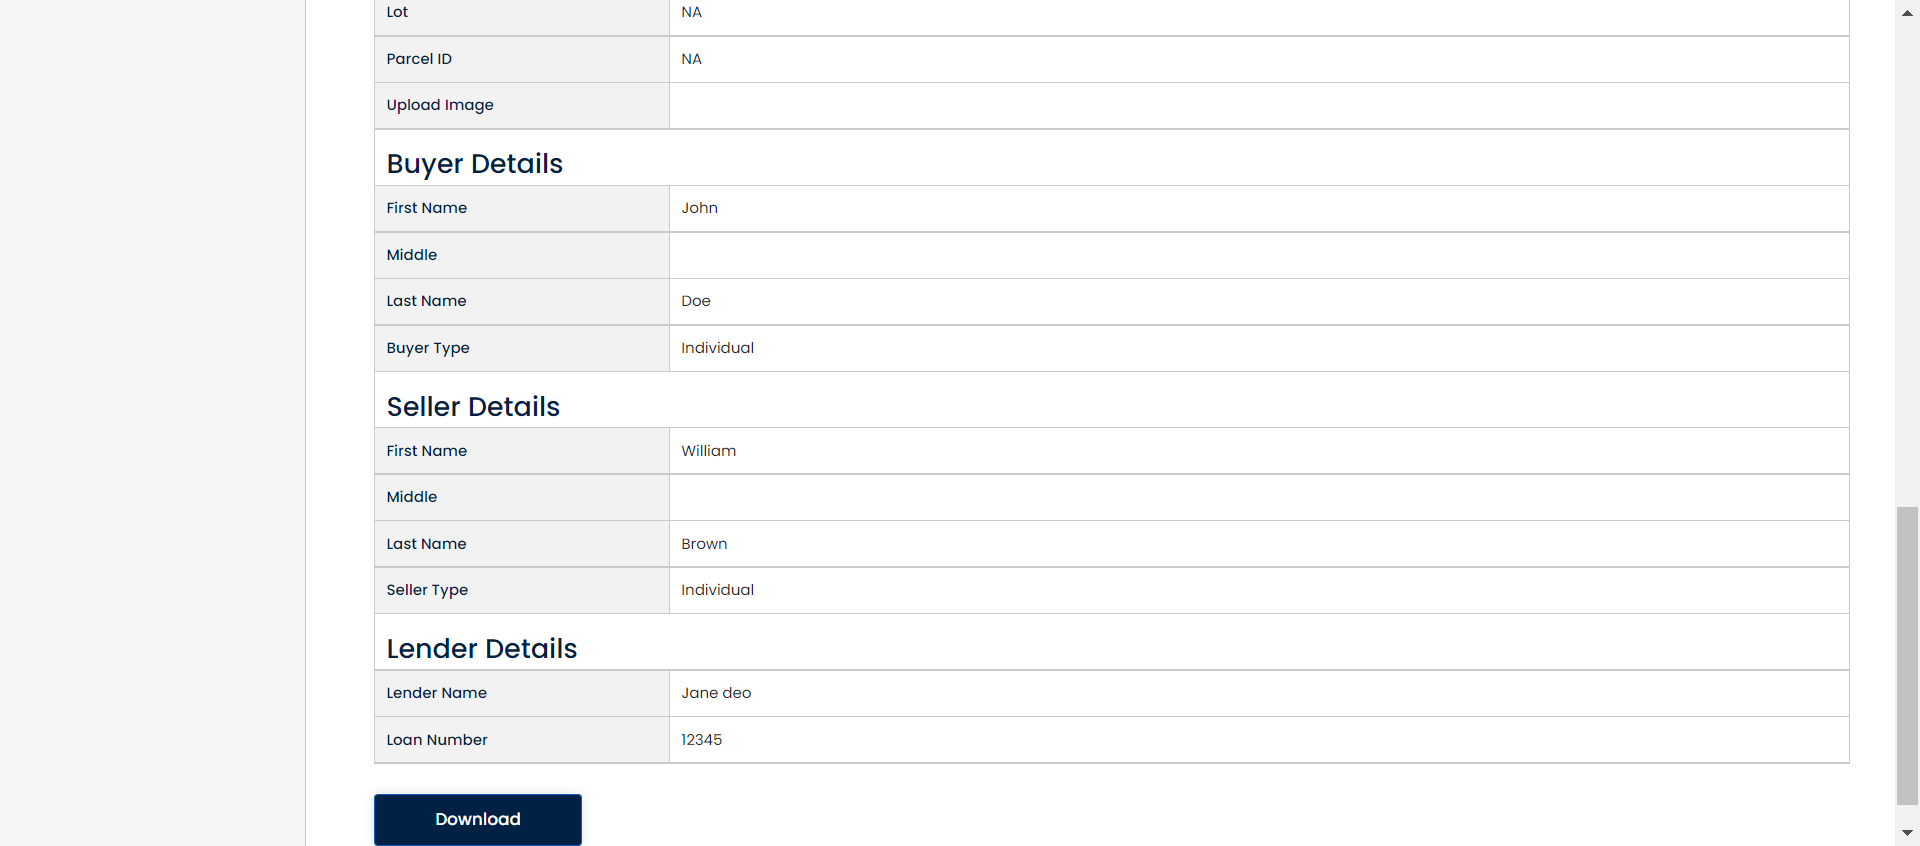 Lot NA
Parcel ID NA
Upload Image
Buyer Details
First Name John
Middle
Last Name Doe
Buyer Type Individual
Seller Details
First Name William
Middle
Last Name Brown
Seller Type Individual
Lender Details
Lender Name Jane deo
Loan Number 12345
Download